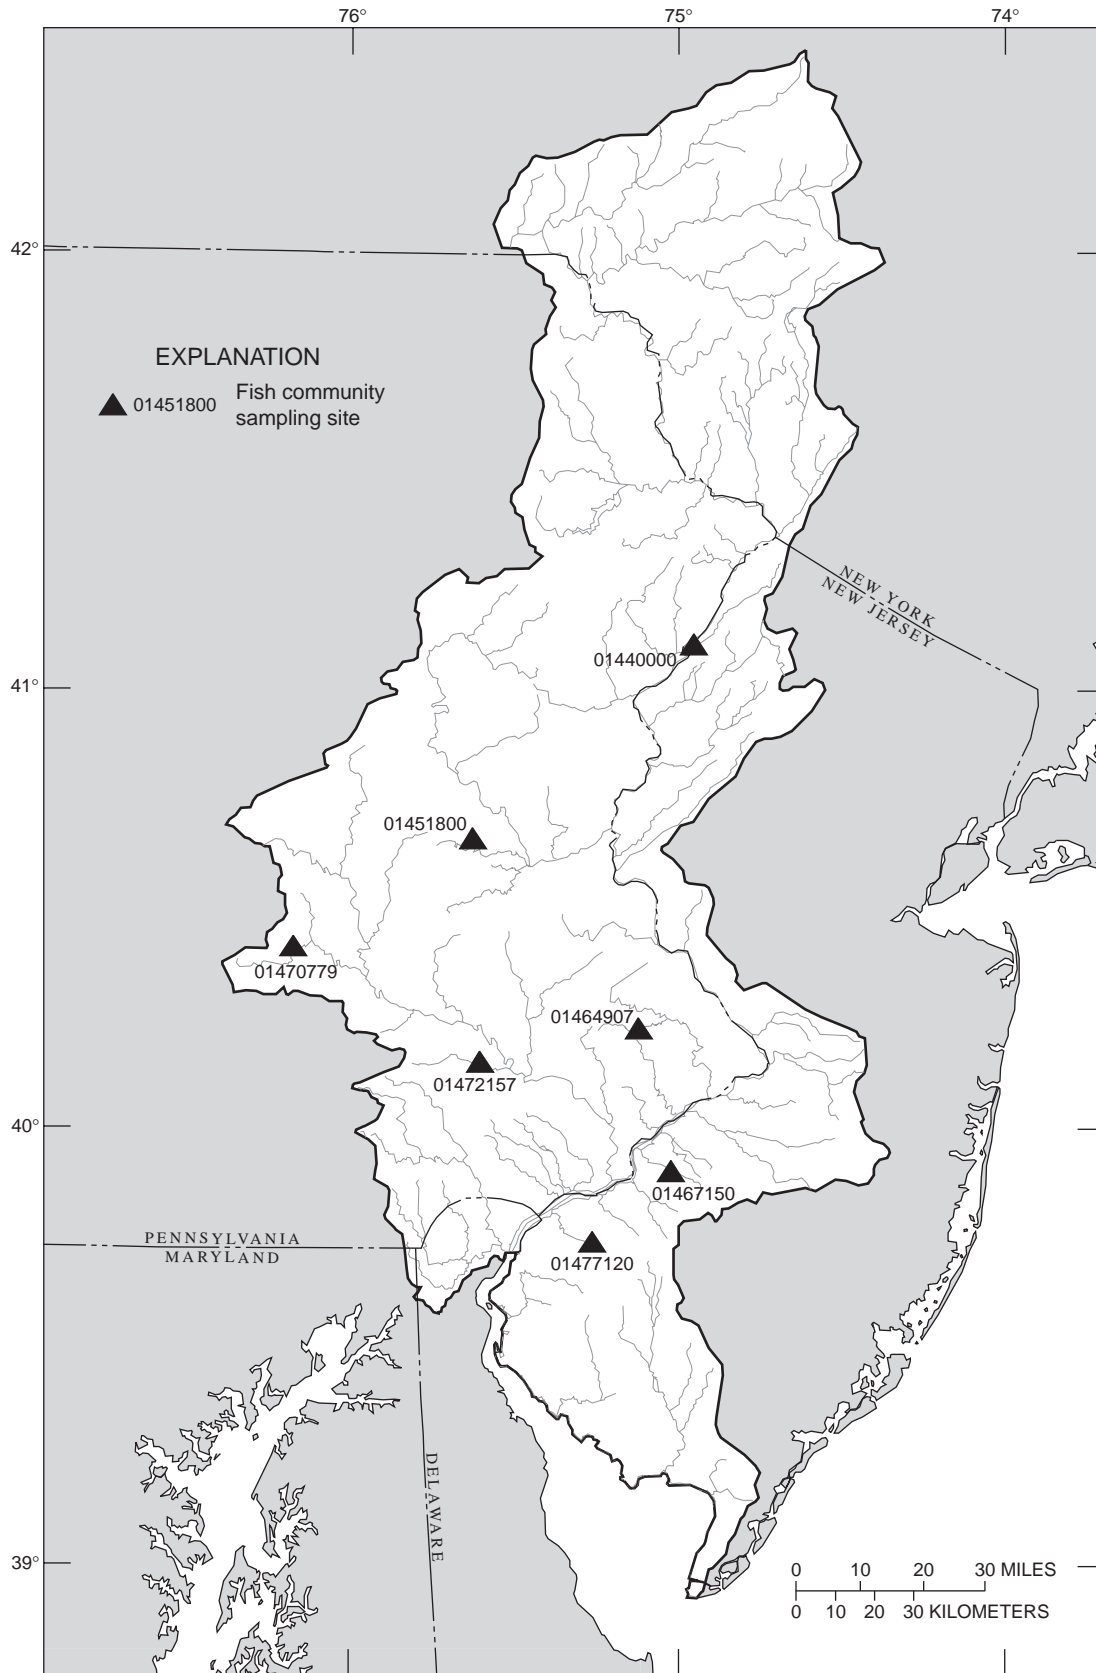 76° 75° 74°
42°
EXPLANATION
01451800 Fish community
sampling site
NEW YORK
NEW JERSEY
01440000
41°
01451800
01470779
01464907
01472157
40°
01467150
PENNSYLVANIA
MARYLAND
01477120
DELAWARE
39°
0 10 20 30 MILES
0 10 20 30 KILOMETERS